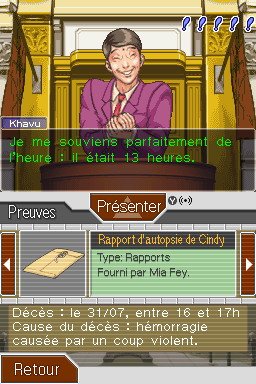 Khavu
Je me souviens parfaitement de
l'heure : il était 13 heures.
Preuves
Présenter
Y
Rapport d'autopsie de Cindy
Type: Rapports
Fourni par Mia Fey.
Décès : le 31/07, entre 16 et 17h
Cause du décès : hémorragie
causée par un coup violent.
Retour